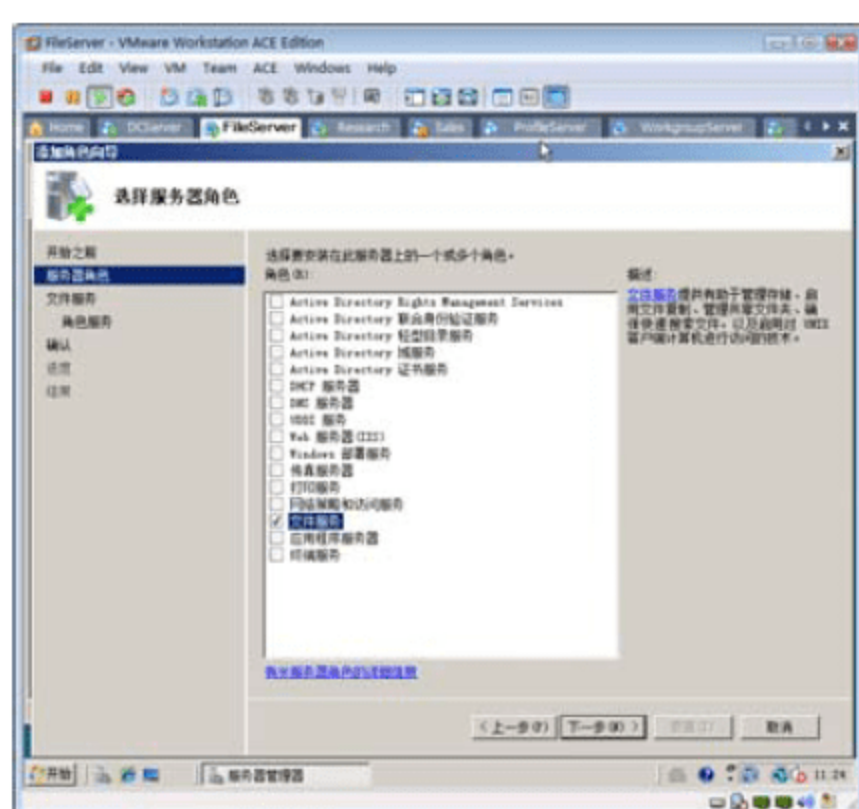 FileServer - VMware Workstation ACE Edition
File Edit View VM Team ACE Windows Help
Home DCServer FileServer Research Sales ProfileServer WorkgroupServer
添加角色向导
选择服务器角色
开始之前
服务器角色
文件服务
角色服务
确认
进度
结果
选择要安装在此服务器上的一个或多个角色。
角色(R):
Active Directory Rights Management Services
Active Directory 联合身份验证服务
Active Directory 轻型目录服务
Active Directory 域服务
Active Directory 证书服务
DHCP 服务器
DNS 服务器
UDDI 服务
Web 服务器(IIS)
Windows 部署服务
传真服务器
打印服务
网络策略和访问服务
文件服务
应用程序服务器
终端服务
有关服务器角色的详细信息
描述:
文件服务提供有助于管理存储、启
用文件复制、管理共享文件夹、确
保快速搜索文件，以及启用对 UNIX
客户端计算机进行访问的技术。
<上一步(P) 下一步(N)> 安装(I) 取消
开始 服务器管理器 11:24